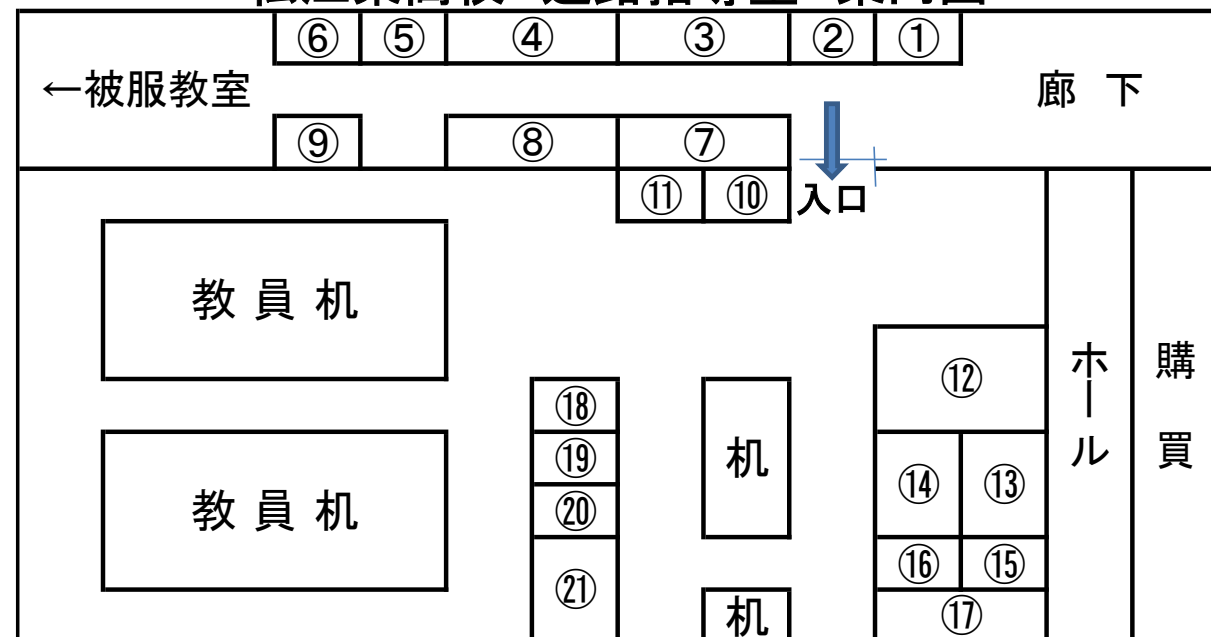 ⑥ ⑤ ④ ③ ② ①
←被服教室
廊 下
⑨ ⑧ ⑦
⑪ ⑩ 入口
教 員 机
⑫
ホール
購 買
⑱
⑲
机
⑭ ⑬
教 員 机
⑳
⑯ ⑮
㉑
机
⑰